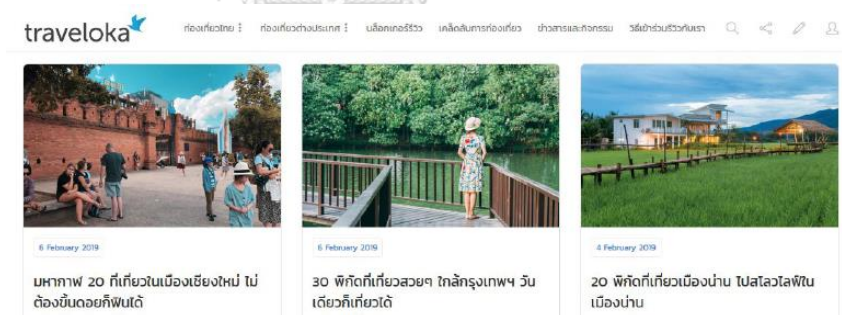 traveloka
ท่องเที่ยวไทย ⋮ ท่องเที่ยวต่างประเทศ ⋮ บล็อกเกอร์รีวิว เคล็ดลับการท่องเที่ยว ข่าวสารและกิจกรรม วิธีเข้าร่วมรีวิวกับเรา
6 February 2019
มหากาพ 20 ที่เที่ยวในเมืองเชียงใหม่ ไม่
ต้องขึ้นดอยก็ฟินได้
6 February 2019
30 พิกัดที่เที่ยวสวยๆ ใกล้กรุงเทพฯ วัน
เดียวก็เที่ยวได้
4 February 2019
20 พิกัดที่เที่ยวเมืองน่าน ไปสโลวไลฟ์ใน
เมืองน่าน